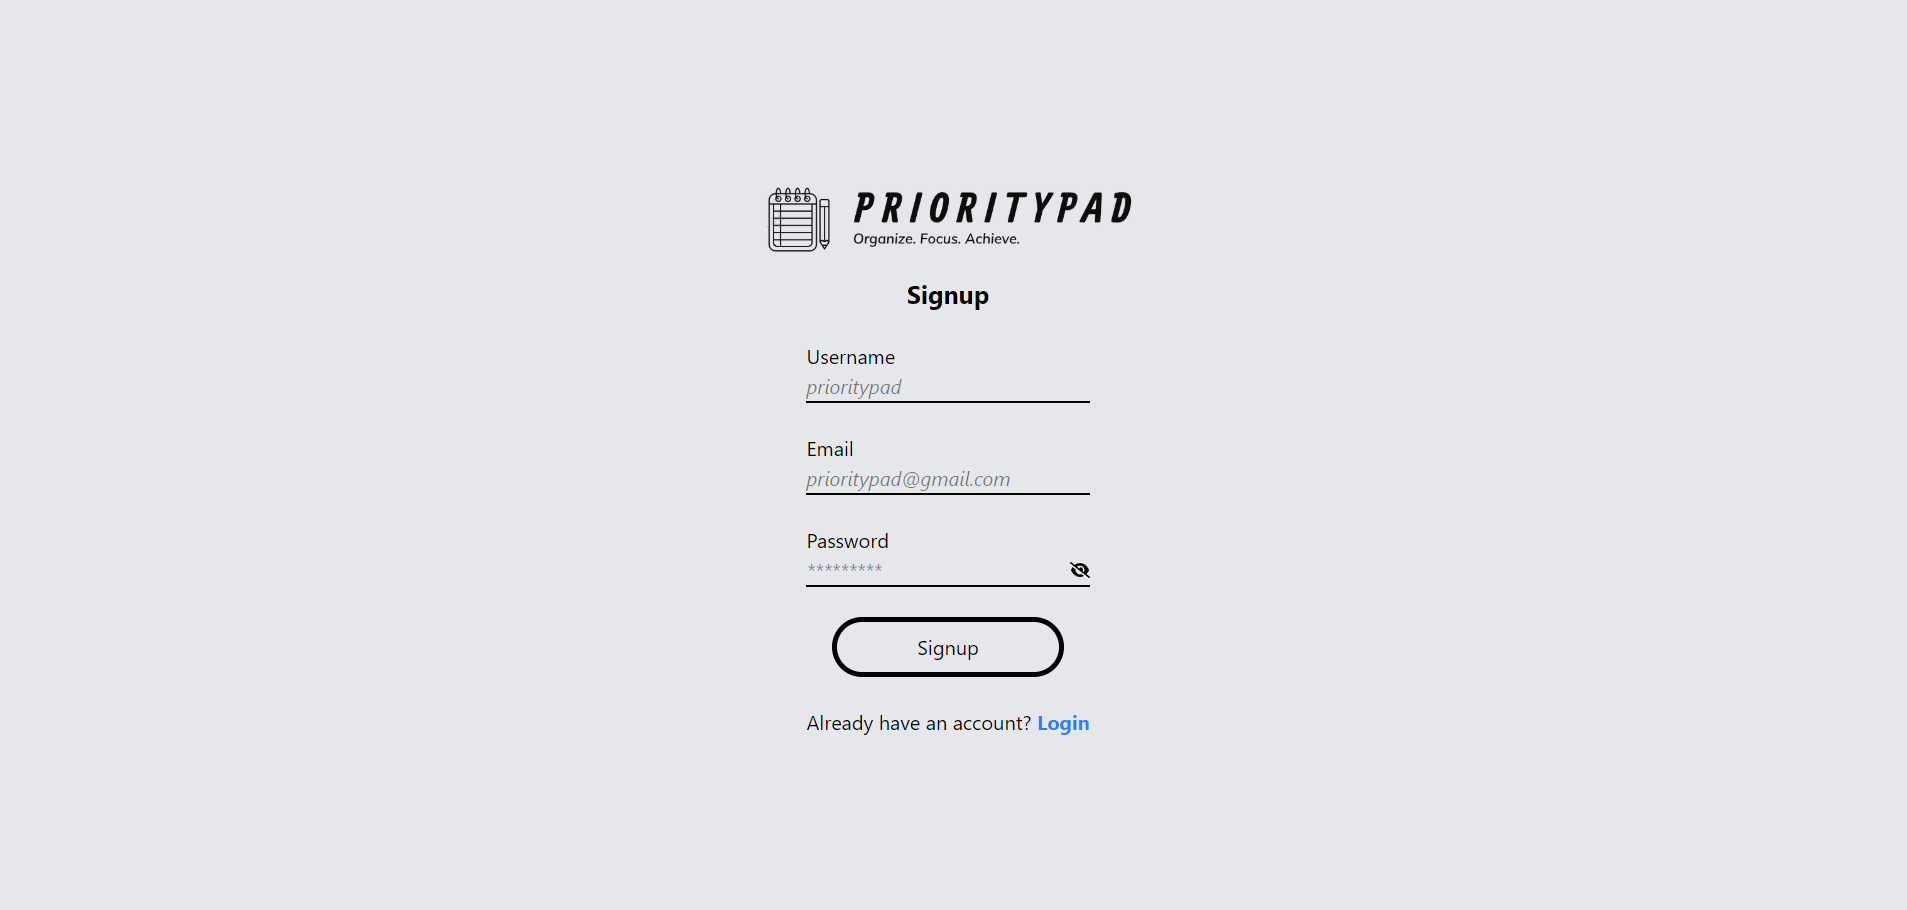 PRIORITYPAD
Organize. Focus. Achieve.
Signup
Username
prioritypad
Email
prioritypad@gmail.com
Password
*********
Signup
Already have an account? Login